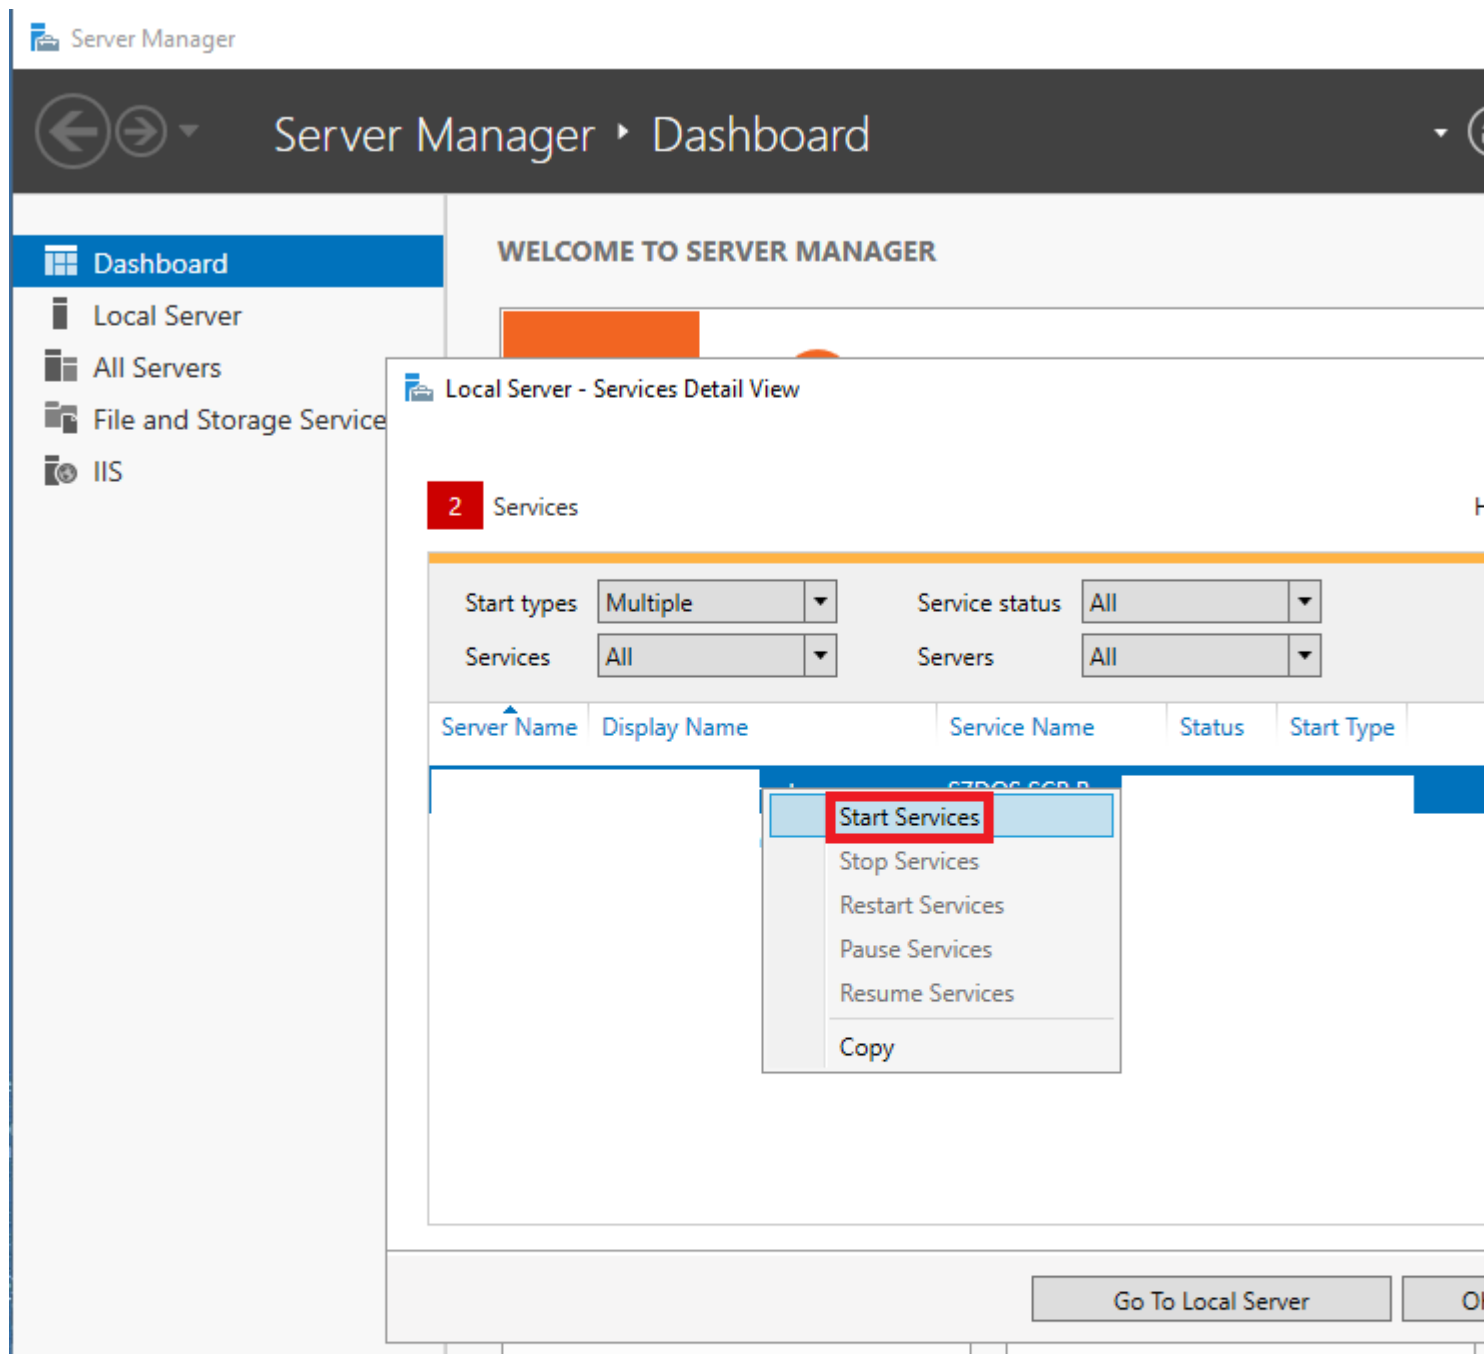 Server Manager
Server Manager Dashboard
Dashboard
Local Server
All Servers
File and Storage Service
IIS
WELCOME TO SERVER MANAGER
Local Server - Services Detail View
2 Services
Start types Multiple Service status All
Services All Servers All
Server Name Display Name Service Name Status Start Type
Start Services
Stop Services
Restart Services
Pause Services
Resume Services
Copy
Go To Local Server